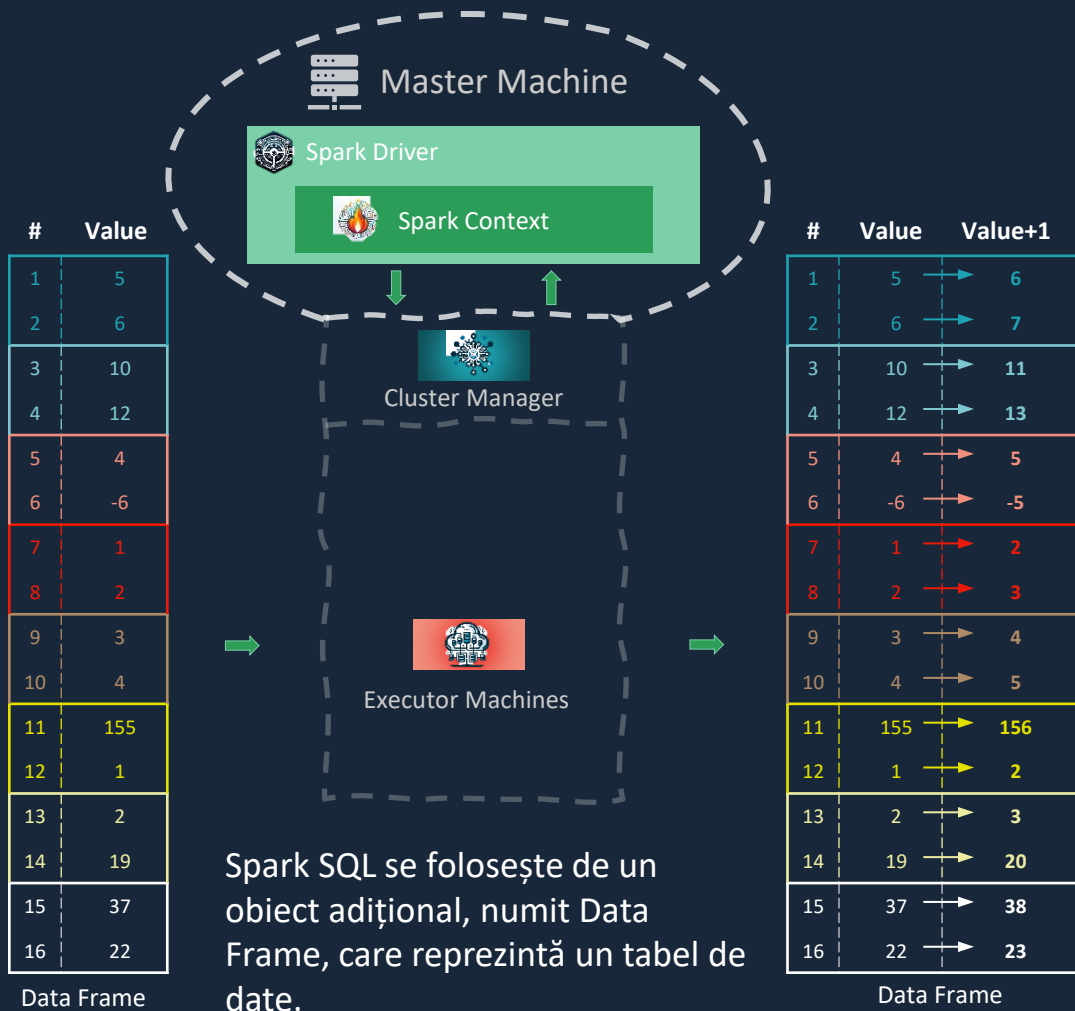 Master Machine
Spark Driver
Spark Context
Cluster Manager
Executor Machines
# Value
1 5
2 6
3 10
4 12
5 4
6 -6
7 1
8 2
9 3
10 4
11 155
12 1
13 2
14 19
15 37
16 22
Data Frame
Spark SQL se folosește de un
obiect adițional, numit Data
Frame, care reprezintă un tabel de
date.
# Value Value+1
1 5 6
2 6 7
3 10 11
4 12 13
5 4 5
6 -6 -5
7 1 2
8 2 3
9 3 4
10 4 5
11 155 156
12 1 2
13 2 3
14 19 20
15 37 38
16 22 23
Data Frame